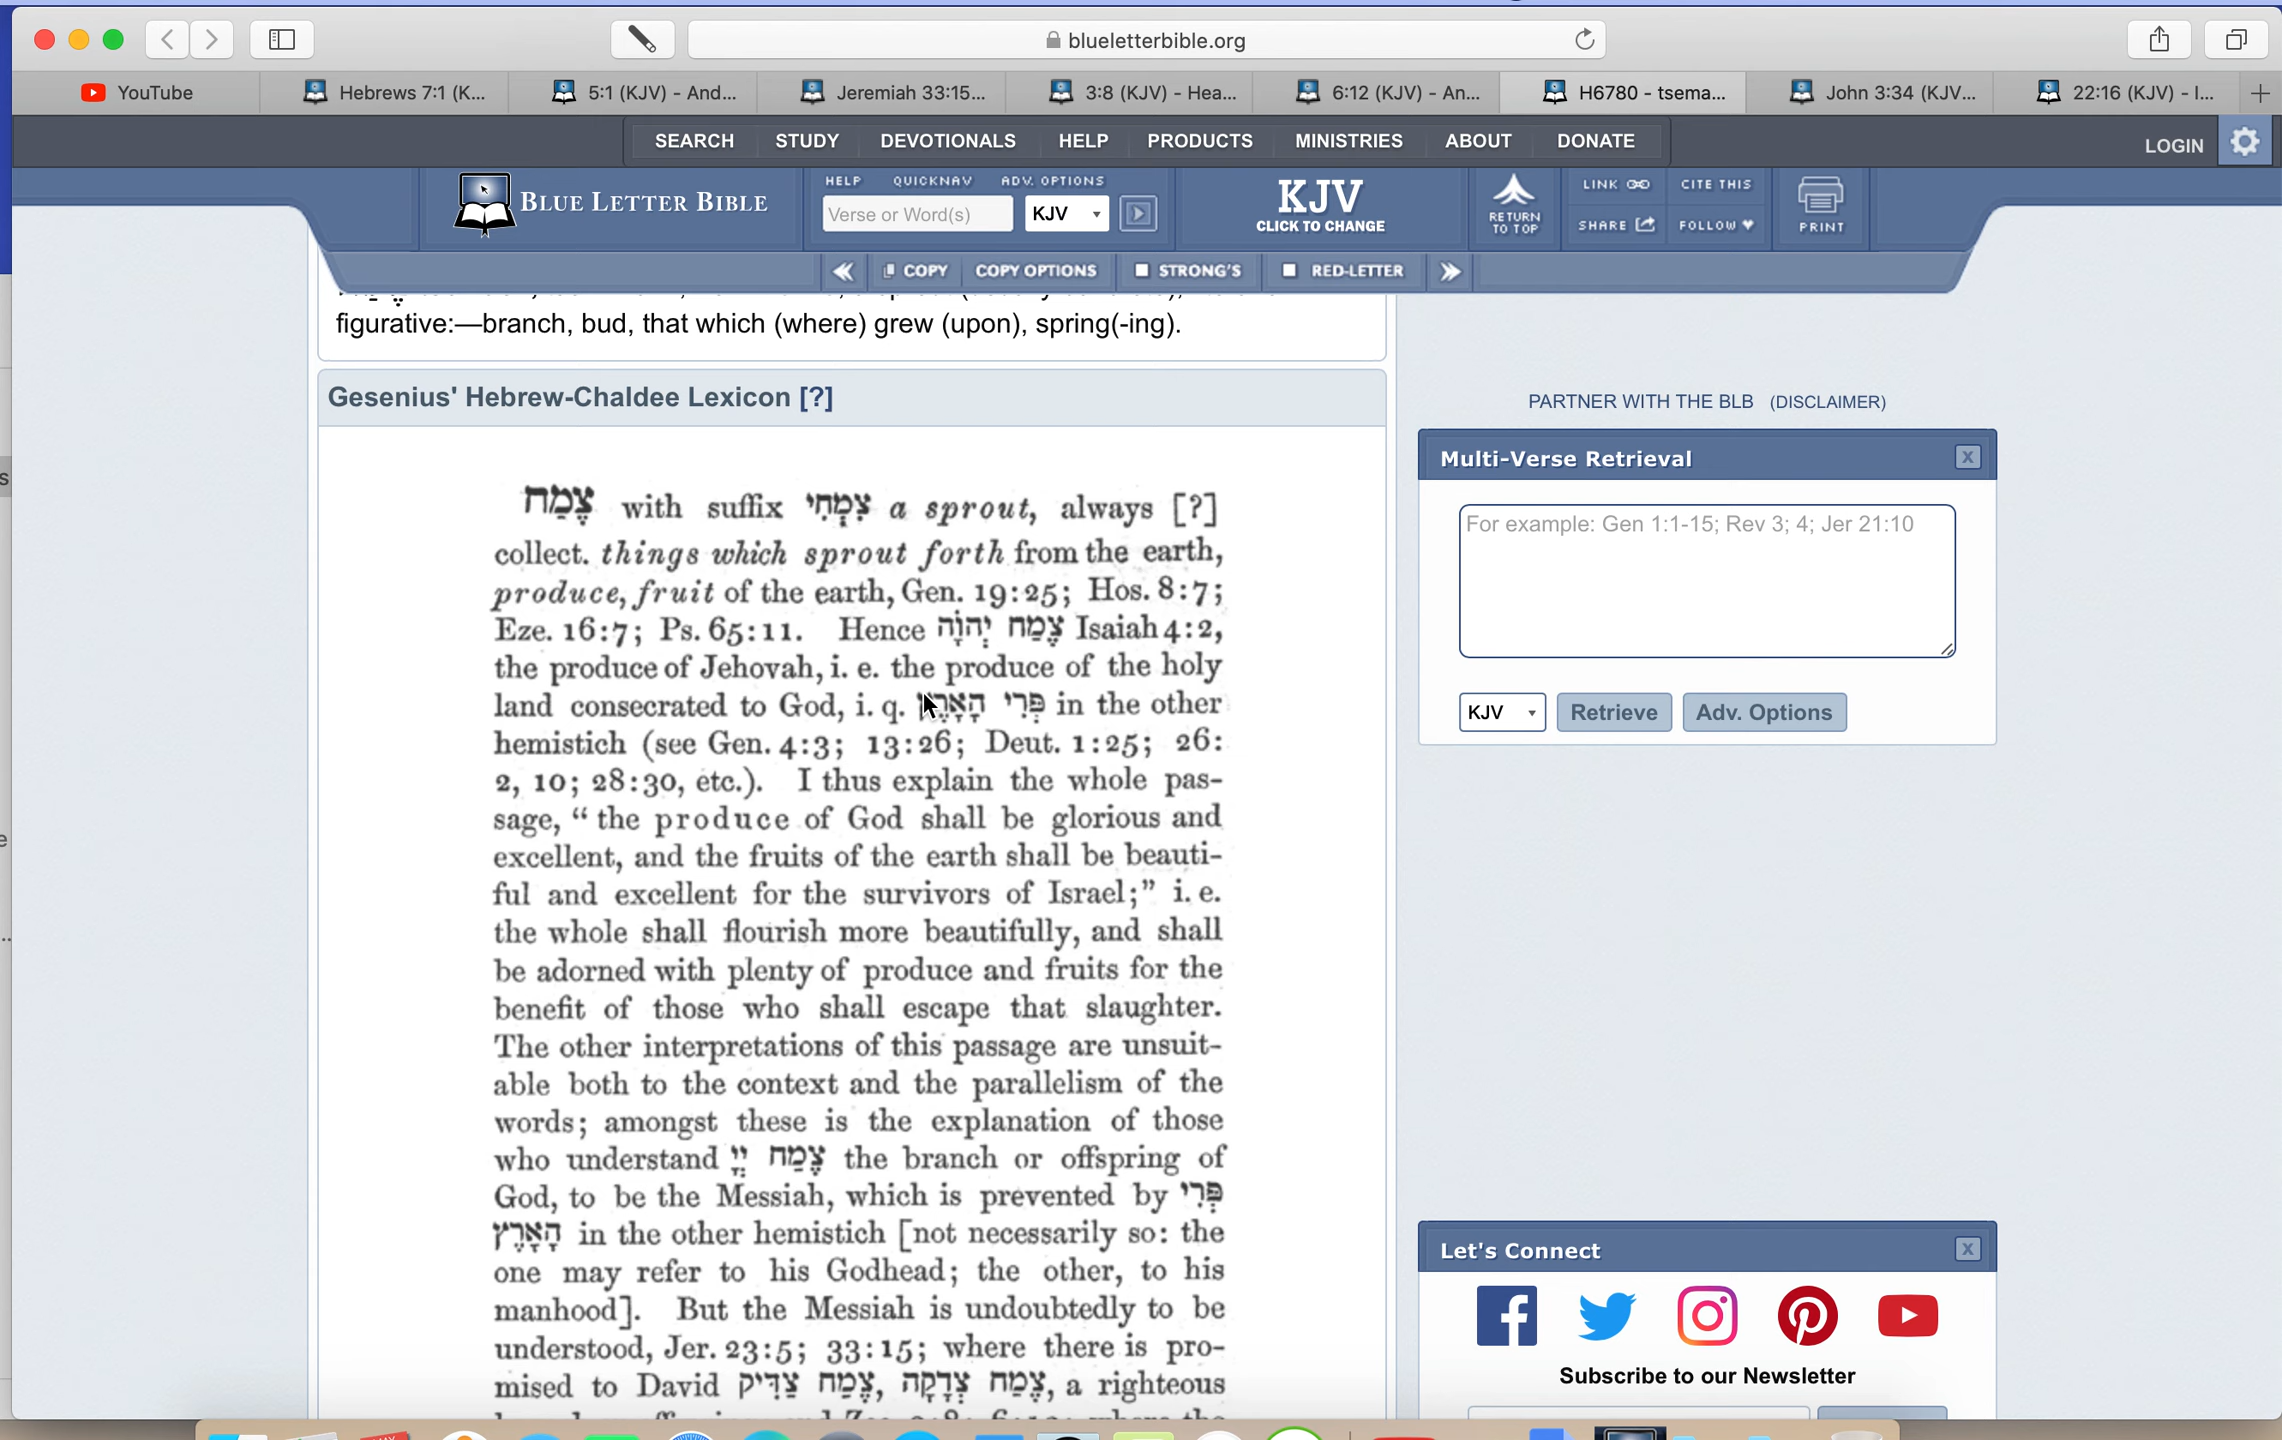 blueletterbible.org
YouTube
Hebrews 7:1 (K...
5:1 (KJV) - And...
Jeremiah 33:15...
3:8 (KJV) - Hea...
6:12 (KJV) - An...
H6780 - tsema...
John 3:34 (KJV...
22:16 (KJV) - I...
SEARCH STUDY DEVOTIONALS HELP PRODUCTS MINISTRIES ABOUT DONATE
LOGIN
BLUE LETTER BIBLE
HELP QUICKNAV ADV. OPTIONS
Verse or Word(s)
KJV
KJV
CLICK TO CHANGE
RETURN
TO TOP
LINK
CITE THIS
SHARE
FOLLOW
PRINT
COPY
COPY OPTIONS
STRONG'S
RED-LETTER
figurative:—branch, bud, that which (where) grew (upon), spring(-ing).
Gesenius' Hebrew-Chaldee Lexicon [?]
צֶמַח with suffix צִמְחִי a sprout, always [?]
collect. things which sprout forth from the earth,
produce, fruit of the earth, Gen. 19:25; Hos. 8:7;
Eze. 16:7; Ps. 65:11. Hence צֶמַח יְהוָֹה Isaiah 4:2,
the produce of Jehovah, i. e. the produce of the holy
land consecrated to God, i. q. פְּרִי הָאָרֶץ in the other
hemistich (see Gen. 4:3; 13:26; Deut. 1:25; 26:
2, 10; 28:30, etc.). I thus explain the whole pas-
sage, “ the produce of God shall be glorious and
excellent, and the fruits of the earth shall be beauti-
ful and excellent for the survivors of Israel;” i. e.
the whole shall flourish more beautifully, and shall
be adorned with plenty of produce and fruits for the
benefit of those who shall escape that slaughter.
The other interpretations of this passage are unsuit-
able both to the context and the parallelism of the
words; amongst these is the explanation of those
who understand צֶמַח יְיָ the branch or offspring of
God, to be the Messiah, which is prevented by פְּרִי
הָאָרֶץ in the other hemistich [not necessarily so: the
one may refer to his Godhead; the other, to his
manhood]. But the Messiah is undoubtedly to be
understood, Jer. 23:5; 33:15; where there is pro-
mised to David צֶמַח צַדִּיק, צֶמַח צְדָקָה, a righteous
PARTNER WITH THE BLB (DISCLAIMER)
Multi-Verse Retrieval
For example: Gen 1:1-15; Rev 3; 4; Jer 21:10
KJV
Retrieve
Adv. Options
Let's Connect
Subscribe to our Newsletter